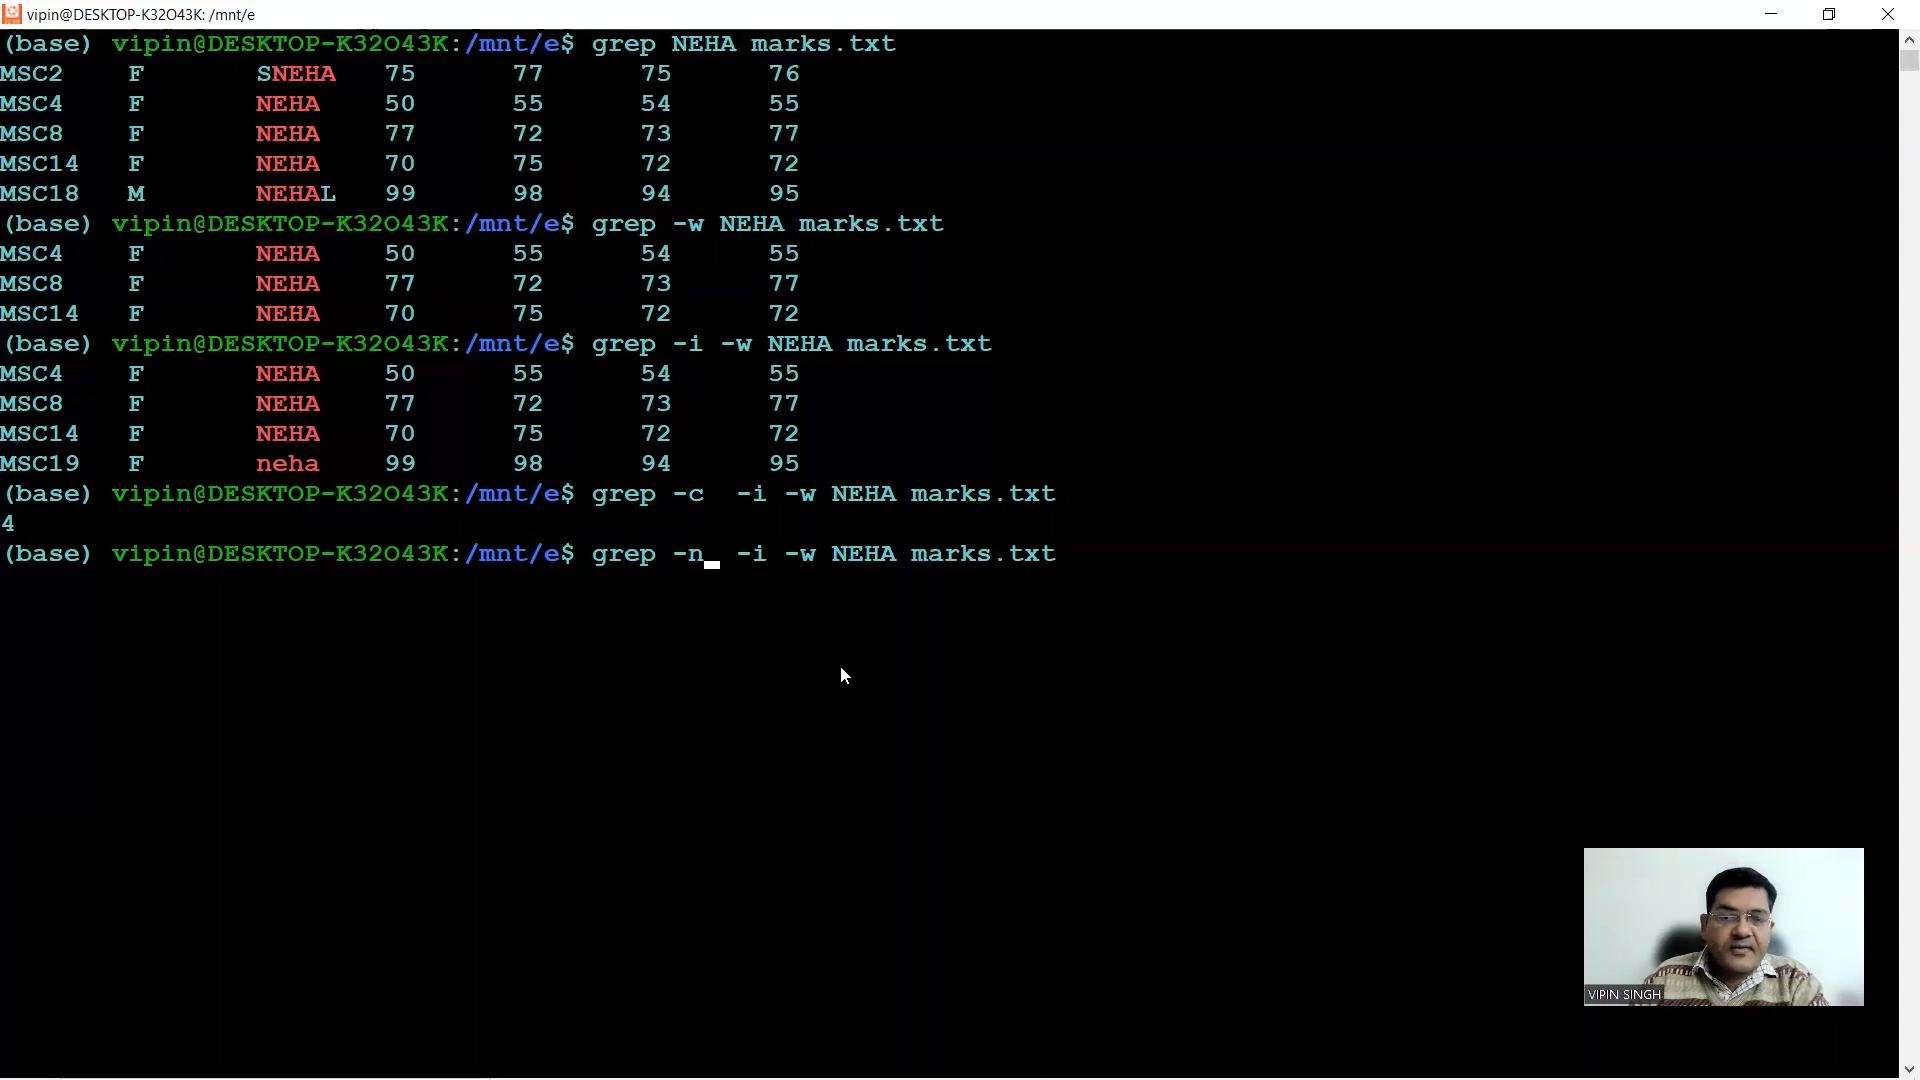 vipin@DESKTOP-K32O43K: /mnt/e
(base) vipin@DESKTOP-K32O43K:/mnt/e$ grep NEHA marks.txt
MSC2 F SNEHA 75 77 75 76
MSC4 F NEHA 50 55 54 55
MSC8 F NEHA 77 72 73 77
MSC14 F NEHA 70 75 72 72
MSC18 M NEHAL 99 98 94 95
(base) vipin@DESKTOP-K32O43K:/mnt/e$ grep -w NEHA marks.txt
MSC4 F NEHA 50 55 54 55
MSC8 F NEHA 77 72 73 77
MSC14 F NEHA 70 75 72 72
(base) vipin@DESKTOP-K32O43K:/mnt/e$ grep -i -w NEHA marks.txt
MSC4 F NEHA 50 55 54 55
MSC8 F NEHA 77 72 73 77
MSC14 F NEHA 70 75 72 72
MSC19 F neha 99 98 94 95
(base) vipin@DESKTOP-K32O43K:/mnt/e$ grep -c  -i -w NEHA marks.txt
4
(base) vipin@DESKTOP-K32O43K:/mnt/e$ grep -n  -i -w NEHA marks.txt
VIPIN SINGH